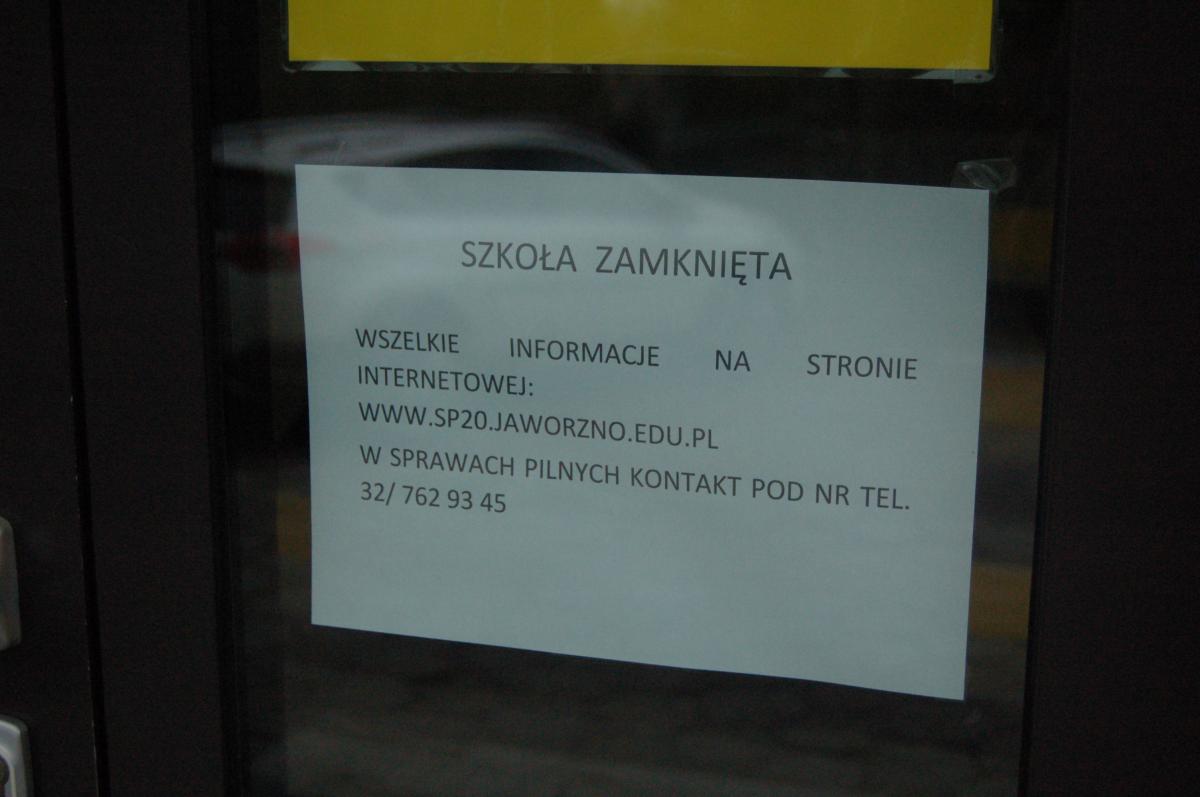 SZKOŁA ZAMKNIĘTA
WSZELKIE INFORMACJE NA STRONIE
INTERNETOWEJ:
WWW.SP20.JAWORZNO.EDU.PL
W SPRAWACH PILNYCH KONTAKT POD NR TEL.
32/ 762 93 45